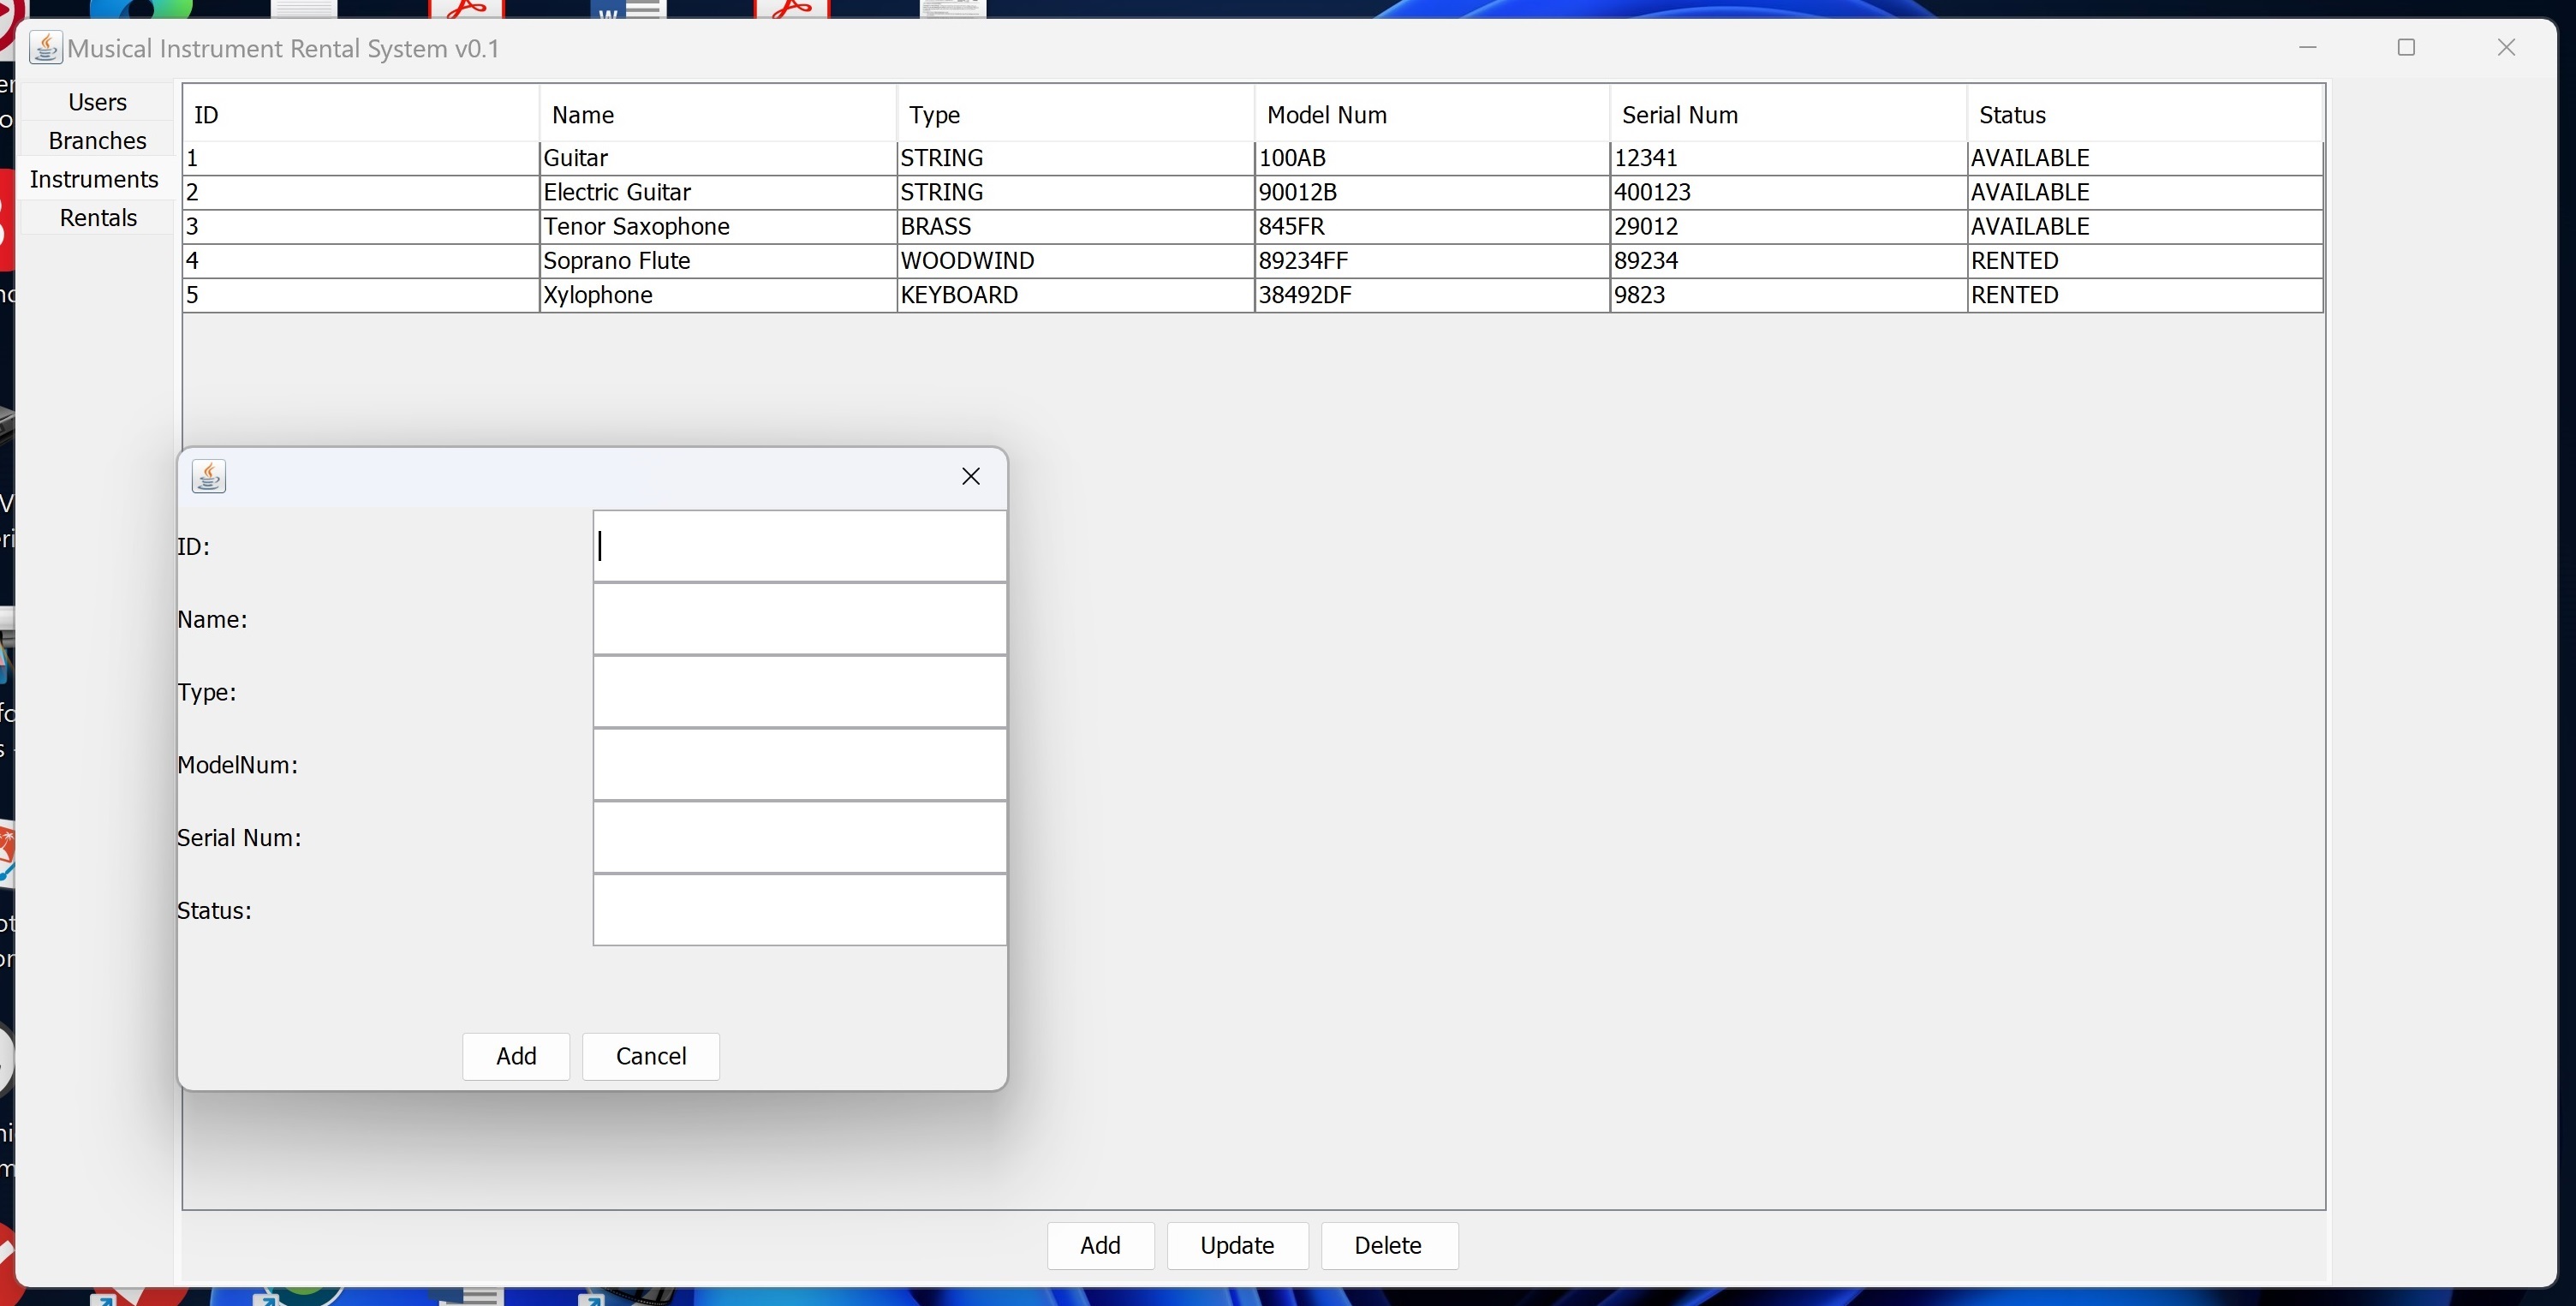 Musical Instrument Rental System v0.1
Users
Branches
Instruments
Rentals
ID Name Type Model Num Serial Num Status
1 Guitar STRING 100AB 12341 AVAILABLE
2 Electric Guitar STRING 90012B 400123 AVAILABLE
3 Tenor Saxophone BRASS 845FR 29012 AVAILABLE
4 Soprano Flute WOODWIND 89234FF 89234 RENTED
5 Xylophone KEYBOARD 38492DF 9823 RENTED
ID:
Name:
Type:
ModelNum:
Serial Num:
Status:
Add Cancel
Add Update Delete